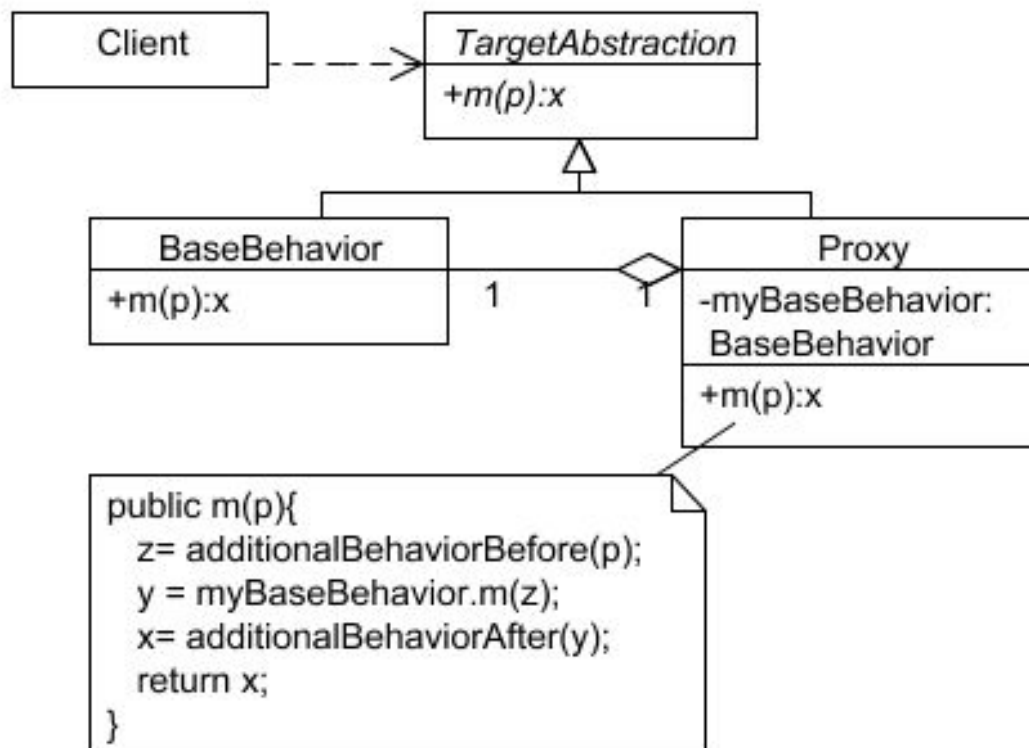 Client
TargetAbstraction
+m(p):x
BaseBehavior
+m(p):x
1
1
Proxy
-myBaseBehavior:
BaseBehavior
+m(p):x
public m(p){
z= additionalBehaviorBefore(p);
y = myBaseBehavior.m(z);
x= additionalBehaviorAfter(y);
return x;
}